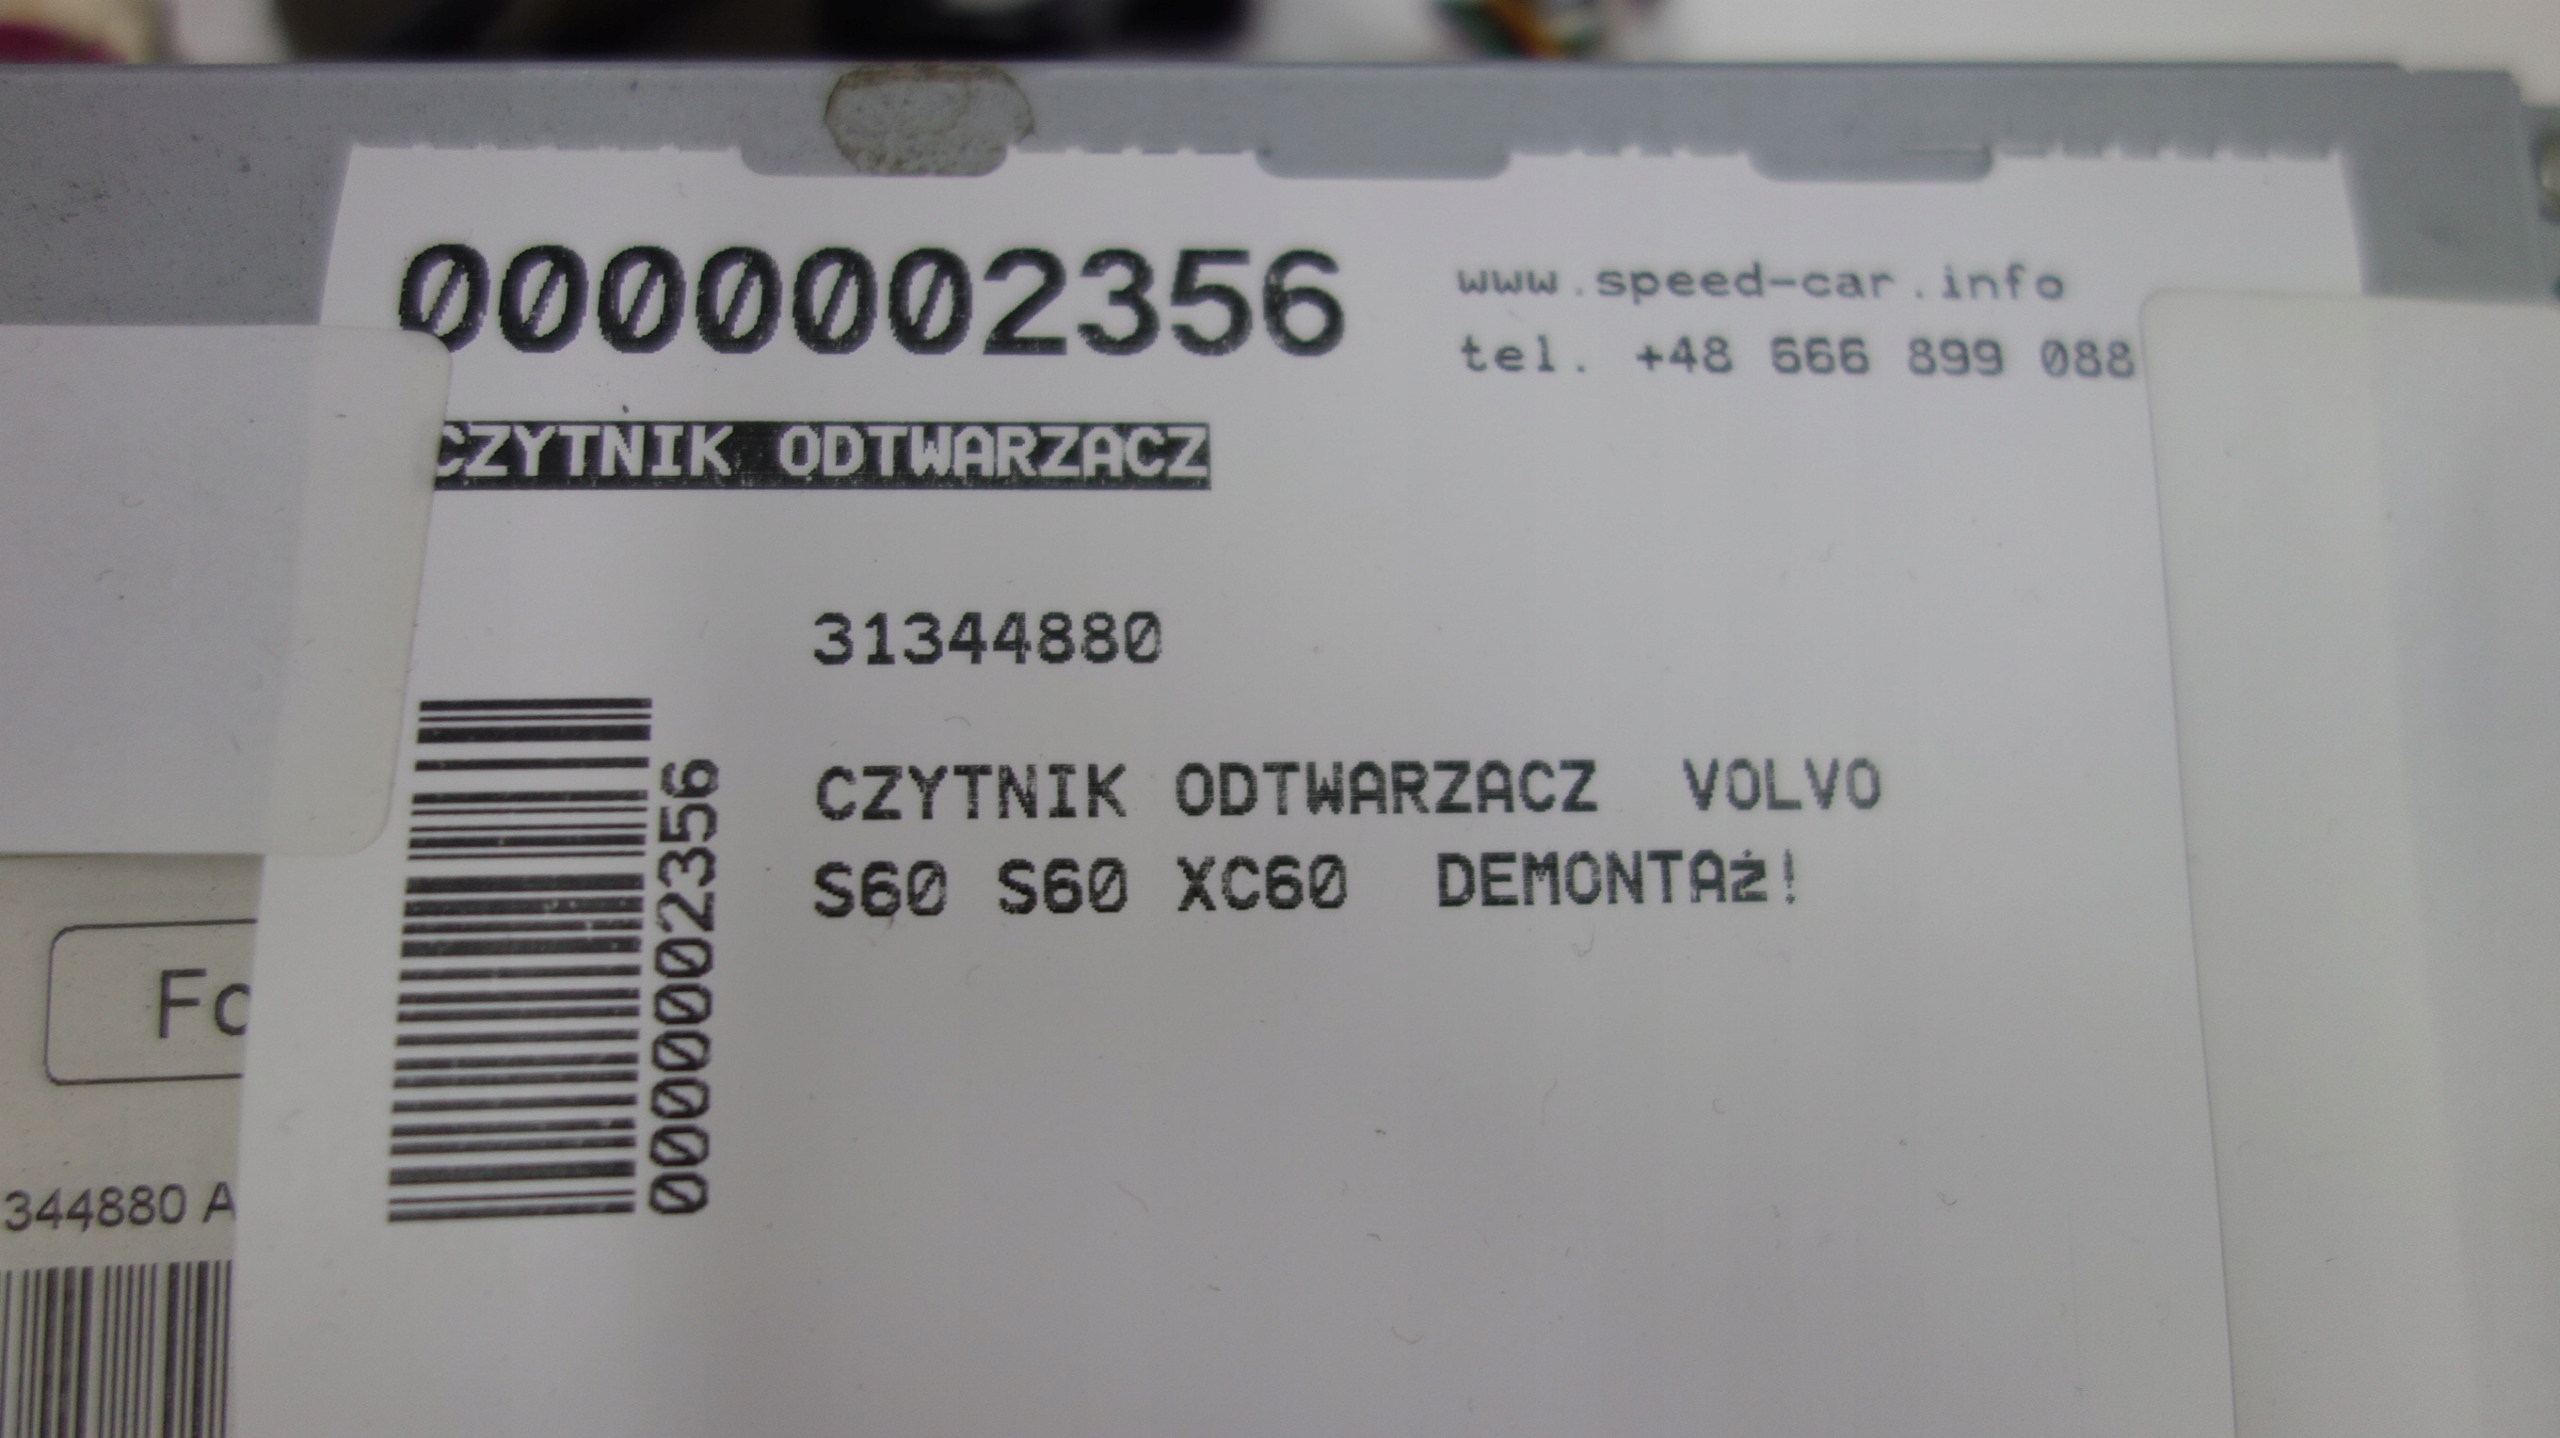 0000002356
www.speed-car.info
tel. +48 666 899 088
CZYTNIK ODTWARZACZ
31344880
CZYTNIK ODTWARZACZ VOLVO
S60 S60 XC60 DEMONTAż!
0000002356
Fo
344880 A